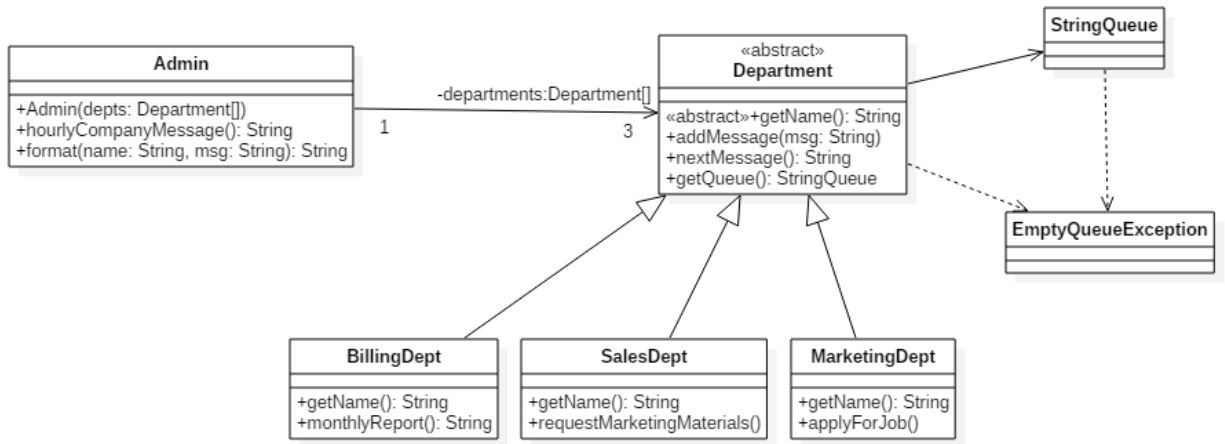 Admin
+Admin(depts: Department[])
+hourlyCompanyMessage(): String
+format(name: String, msg: String): String
-departments:Department[]
1
3
«abstract»
Department
«abstract»+getName(): String
+addMessage(msg: String)
+nextMessage(): String
+getQueue(): StringQueue
StringQueue
EmptyQueueException
BillingDept
+getName(): String
+monthlyReport(): String
SalesDept
+getName(): String
+requestMarketingMaterials()
MarketingDept
+getName(): String
+applyForJob()